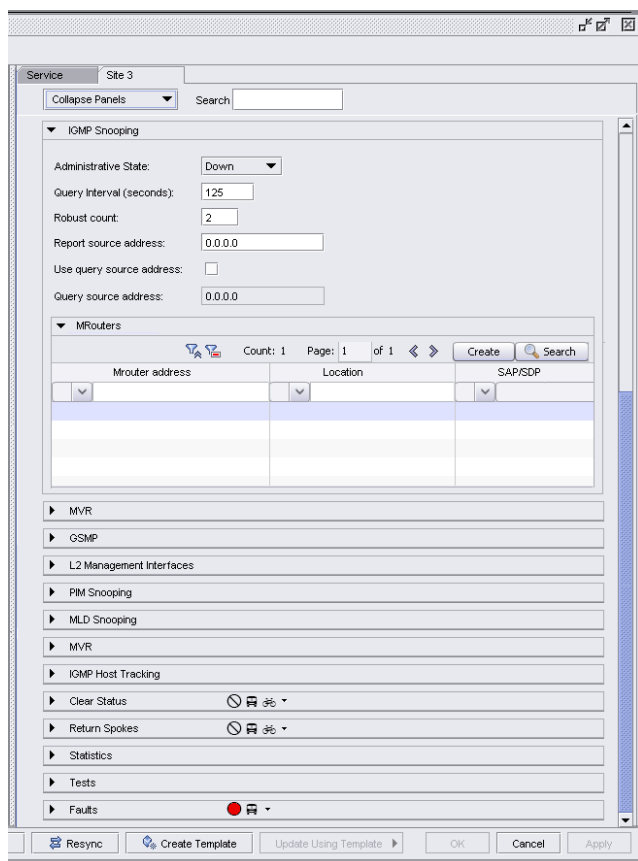 Service Site 3
Collapse Panels Search
IGMP Snooping
Administrative State: Down
Query Interval (seconds): 125
Robust count: 2
Report source address: 0.0.0.0
Use query source address:
Query source address: 0.0.0.0
MRouters
Count: 1 Page: 1 of 1 Create Search
Mrouter address Location SAP/SDP
MVR
GSMP
L2 Management Interfaces
PIM Snooping
MLD Snooping
MVR
IGMP Host Tracking
Clear Status
Return Spokes
Statistics
Tests
Faults
Resync Create Template Update Using Template OK Cancel Apply